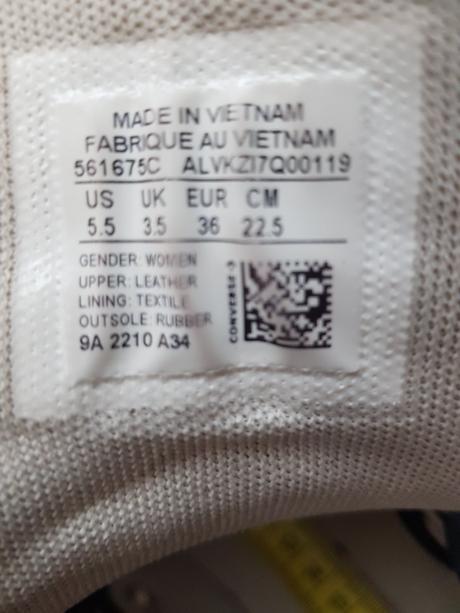 MADE IN VIETNAM
FABRIQUE AU VIETNAM
561675C ALVKZI7Q00119
US UK EUR CM
5.5 3.5 36 22.5
GENDER: WOMEN
UPPER: LEATHER
LINING: TEXTILE
OUTSOLE: RUBBER
9A 2210 A34
CONVERSE-3